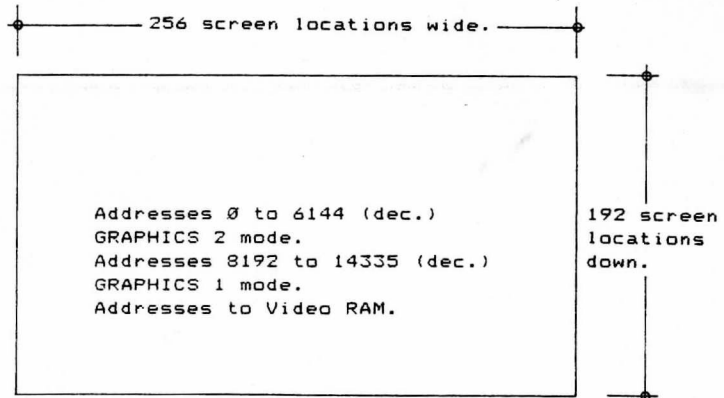 256 screen locations wide.
Addresses Ø to 6144 (dec.)
GRAPHICS 2 mode.
Addresses 8192 to 14335 (dec.)
GRAPHICS 1 mode.
Addresses to Video RAM.
192 screen
locations
down.